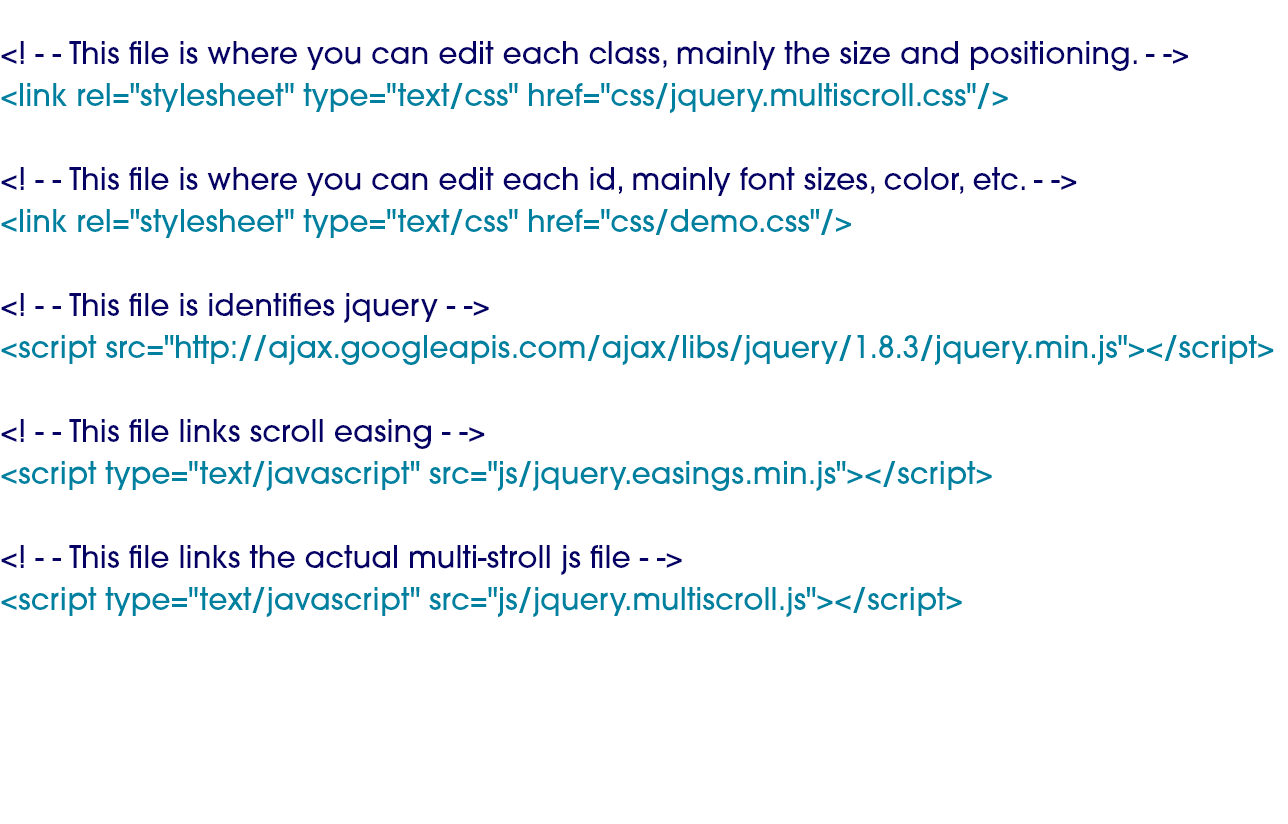 <! - - This file is where you can edit each class, mainly the size and positioning. - ->
<link rel="stylesheet" type="text/css" href="css/jquery.multiscroll.css"/>
<! - - This file is where you can edit each id, mainly font sizes, color, etc. - ->
<link rel="stylesheet" type="text/css" href="css/demo.css"/>
<! - - This file is identifies jquery - ->
<script src="http://ajax.googleapis.com/ajax/libs/jquery/1.8.3/jquery.min.js"></script>
<! - - This file links scroll easing - ->
<script type="text/javascript" src="js/jquery.easings.min.js"></script>
<! - - This file links the actual multi-stroll js file - ->
<script type="text/javascript" src="js/jquery.multiscroll.js"></script>